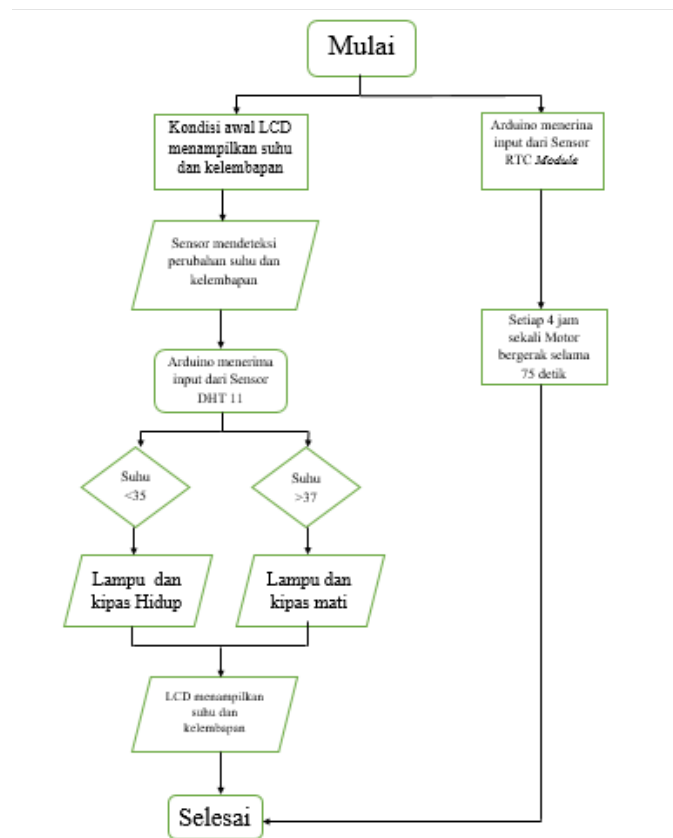 Mulai
Kondisi awal LCD
menampilkan suhu
dan kelembapan
Arduino menerina
input dari Sensor
RTC Module
Sensor mendeteksi
perubahan suhu dan
kelembapan
Setiap 4 jam
sekali Motor
bergerak selama
75 detik
Arduino menerima
input dari Sensor
DHT 11
Suhu
<35
Suhu
>37
Lampu dan
kipas Hidup
Lampu dan
kipas mati
LCD menampilkan
suhu dan
kelembapan
Selesai